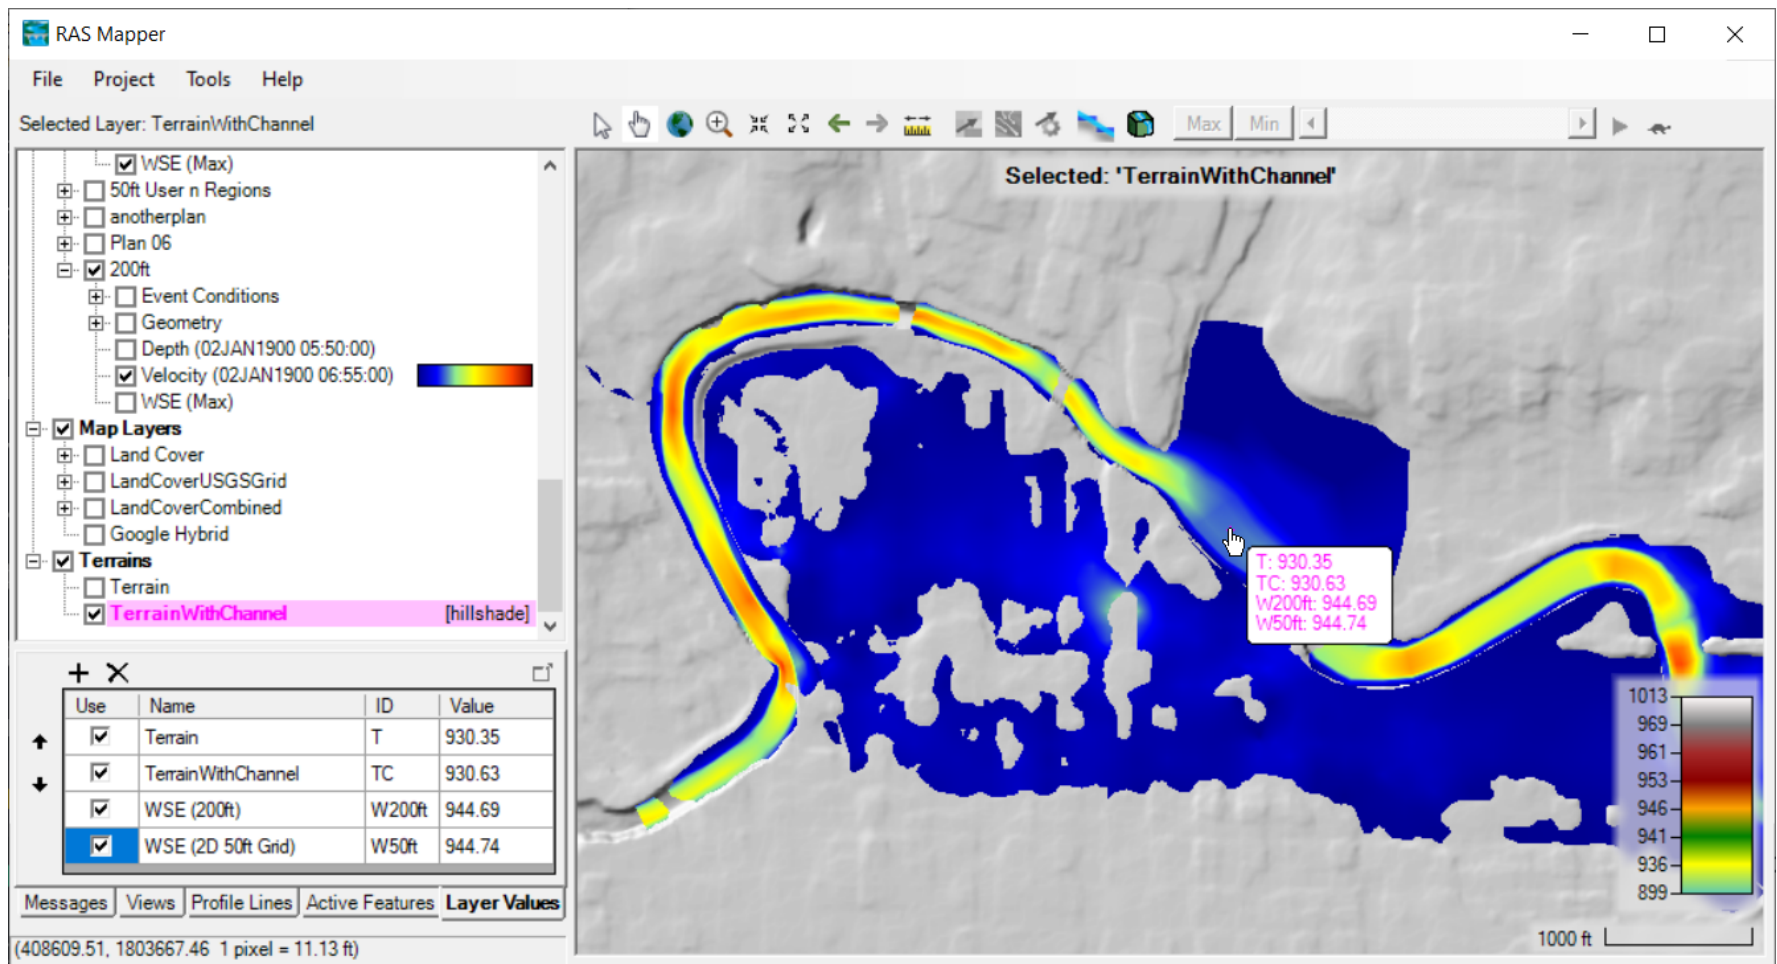 RAS Mapper
File Project Tools Help
Selected Layer: TerrainWithChannel
Max Min
WSE (Max)
50ft User n Regions
anotherplan
Plan 06
200ft
Event Conditions
Geometry
Depth (02JAN1900 05:50:00)
Velocity (02JAN1900 06:55:00)
WSE (Max)
Map Layers
Land Cover
LandCoverUSGSGrid
LandCoverCombined
Google Hybrid
Terrains
Terrain
TerrainWithChannel [hillshade]
Use Name ID Value
Terrain T 930.35
TerrainWithChannel TC 930.63
WSE (200ft) W200ft 944.69
WSE (2D 50ft Grid) W50ft 944.74
Messages Views Profile Lines Active Features Layer Values
(408609.51, 1803667.46 1 pixel = 11.13 ft)
Selected: 'TerrainWithChannel'
T: 930.35
TC: 930.63
W200ft: 944.69
W50ft: 944.74
1013
969
961
953
946
941
936
899
1000 ft